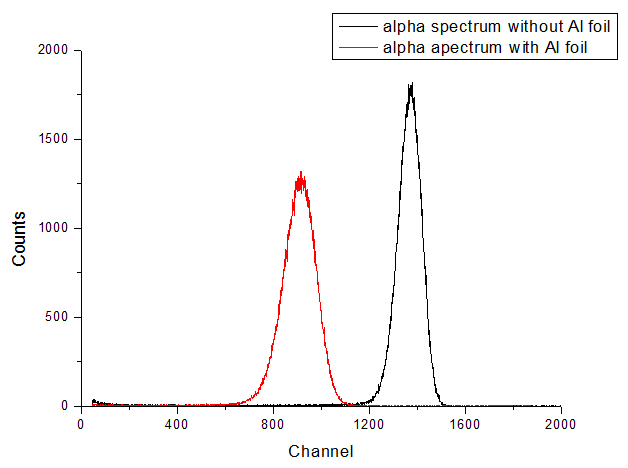 alpha spectrum without Al foil
alpha apectrum with Al foil
2000
1500
1000
500
0
Counts
0 400 800 1200 1600 2000
Channel